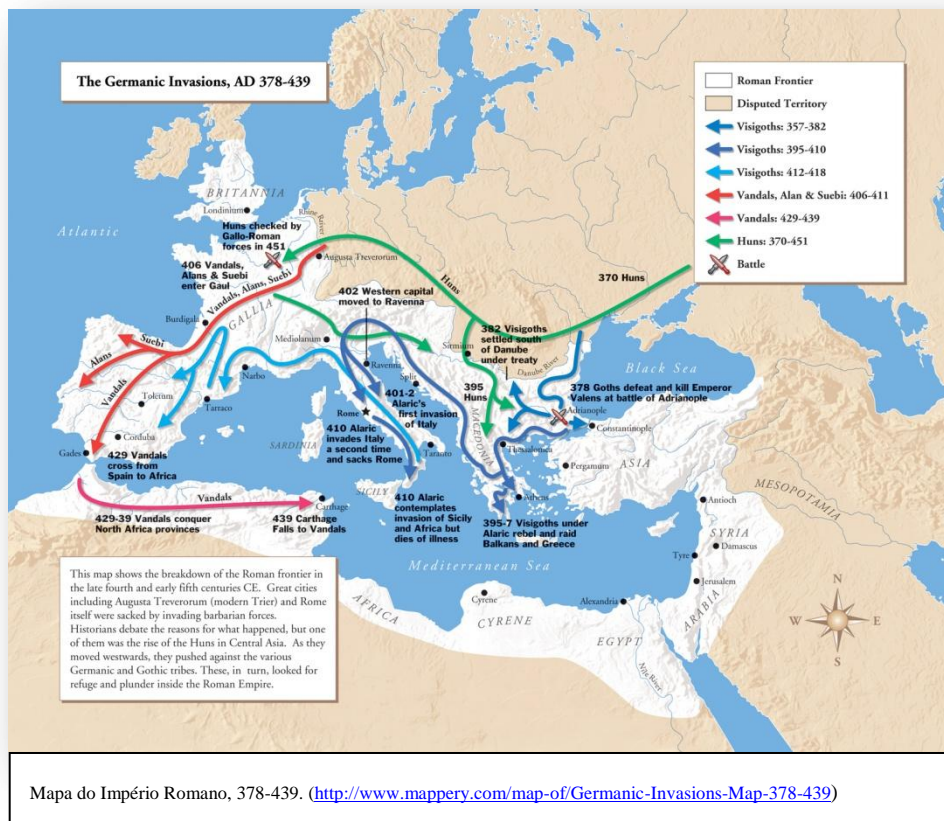 The Germanic Invasions, AD 378-439
Roman Frontier
Disputed Territory
Visigoths: 357-382
Visigoths: 395-410
Visigoths: 412-418
Vandals, Alan & Suebi: 406-411
Vandals: 429-439
Huns: 370-451
Battle
BRITANNIA
Londinium
Rhine
River
Atlantic
Huns checked by
Gallo-Roman
forces in 451
Augusta Treverorum
406 Vandals,
Alans & Suebi
enter Gaul
Vandals, Alans, Suebi
Huns
370 Huns
402 Western capital
moved to Ravenna
Burdigala
GALLIA
Mediolanum
382 Visigoths
settled south
of Danube
under treaty
Sirmium
Danube River
Black Sea
Suebi
Alans
Vandals
Narbo
Ravenna
Split
Toletum
Tarraco
395
Huns
378 Goths defeat and kill Emperor
Valens at battle of Adrianople
Adrianople
Constantinople
401-2
Alaric's
first invasion
of Italy
Rome
MACEDONIA
Corduba
SARDINIA
410 Alaric
invades Italy
a second time
and sacks Rome
Taranto
Thessalonica
Pergamum
ASIA
Gades
429 Vandals
cross from
Spain to Africa
SICILY
Athens
Antioch
MESOPOTAMIA
Vandals
Carthage
429-39 Vandals conquer
North Africa provinces
439 Carthage
Falls to Vandals
410 Alaric
contemplates
invasion of Sicily
and Africa but
dies of illness
395-7 Visigoths under
Alaric rebel and raid
Balkans and Greece
SYRIA
Damascus
Tyre
Mediterranean Sea
Jerusalem
This map shows the breakdown of the Roman frontier in
the late fourth and early fifth centuries CE. Great cities
including Augusta Treverorum (modern Trier) and Rome
itself were sacked by invading barbarian forces.
Historians debate the reasons for what happened, but one
of them was the rise of the Huns in Central Asia. As they
moved westwards, they pushed against the various
Germanic and Gothic tribes. These, in turn, looked for
refuge and plunder inside the Roman Empire.
AFRICA
Cyrene
CYRENE
Alexandria
EGYPT
Nile River
ARABIA
N
W
E
S
Mapa do Império Romano, 378-439. (http://www.mappery.com/map-of/Germanic-Invasions-Map-378-439)